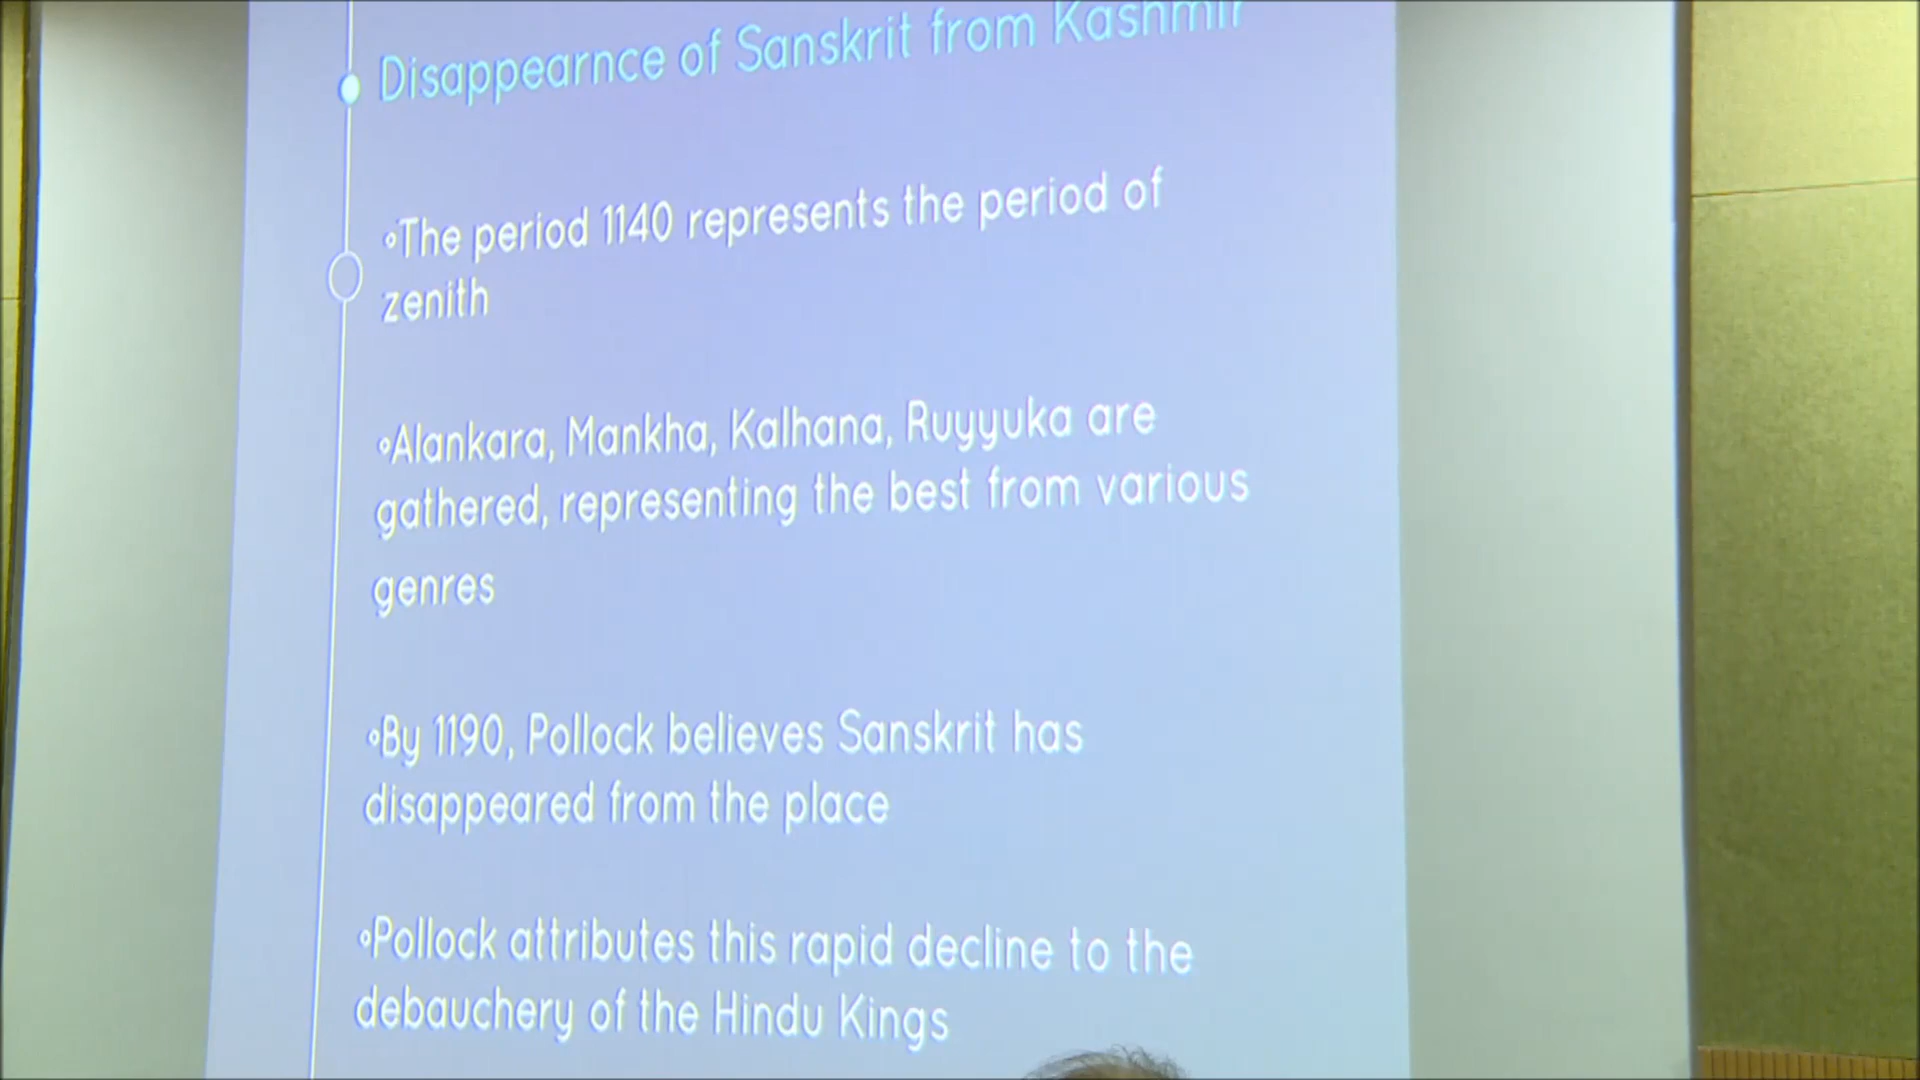 Disappearnce of Sanskrit from Kashmir
◦The period 1140 represents the period of
zenith
◦Alankara, Mankha, Kalhana, Ruyyuka are
gathered, representing the best from various
genres
◦By 1190, Pollock believes Sanskrit has
disappeared from the place
◦Pollock attributes this rapid decline to the
debauchery of the Hindu Kings